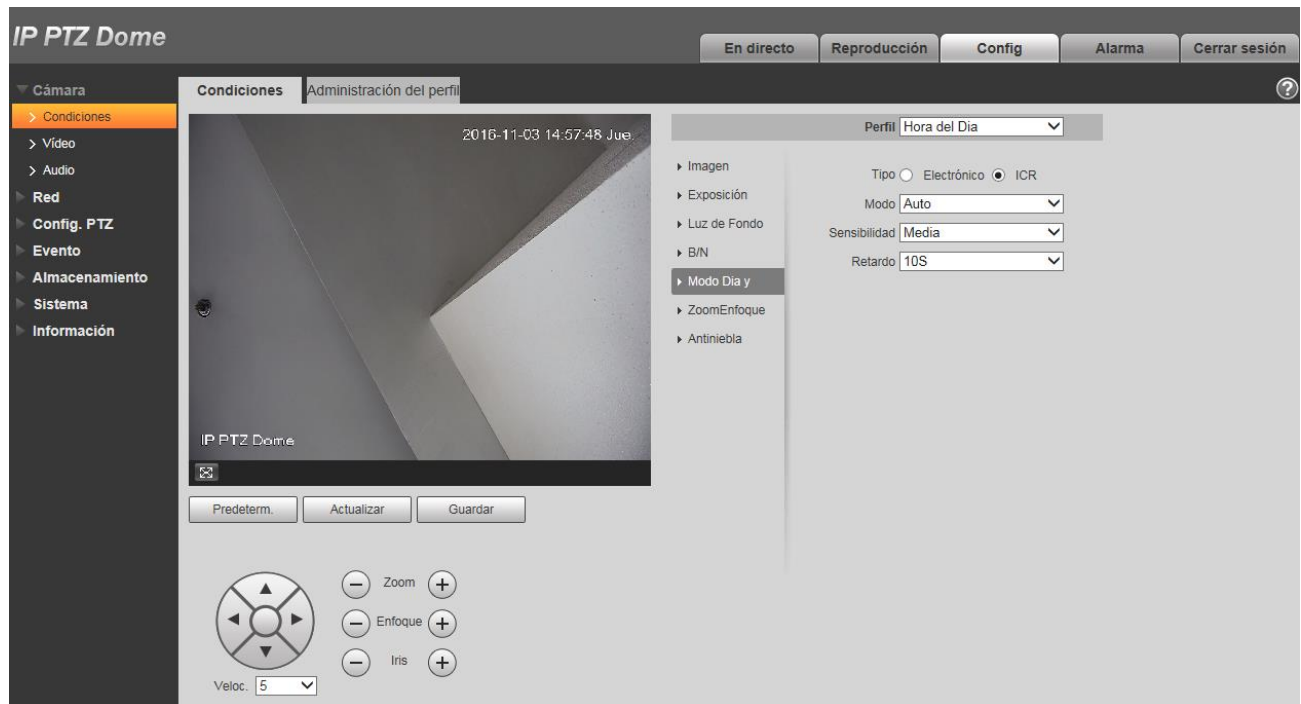 IP PTZ Dome
En directo
Reproducción
Config
Alarma
Cerrar sesión
Cámara
Condiciones
Vídeo
Audio
Red
Config. PTZ
Evento
Almacenamiento
Sistema
Información
Condiciones
Administración del perfil
?
2016-11-03 14:57:48 Jue.
IP PTZ Dome
Predeterm.
Actualizar
Guardar
Zoom
Enfoque
Iris
Veloc. 5
Perfil Hora del Dia
Imagen
Exposición
Luz de Fondo
B/N
Modo Dia y
ZoomEnfoque
Antiniebla
Tipo Electrónico ICR
Modo Auto
Sensibilidad Media
Retardo 10S